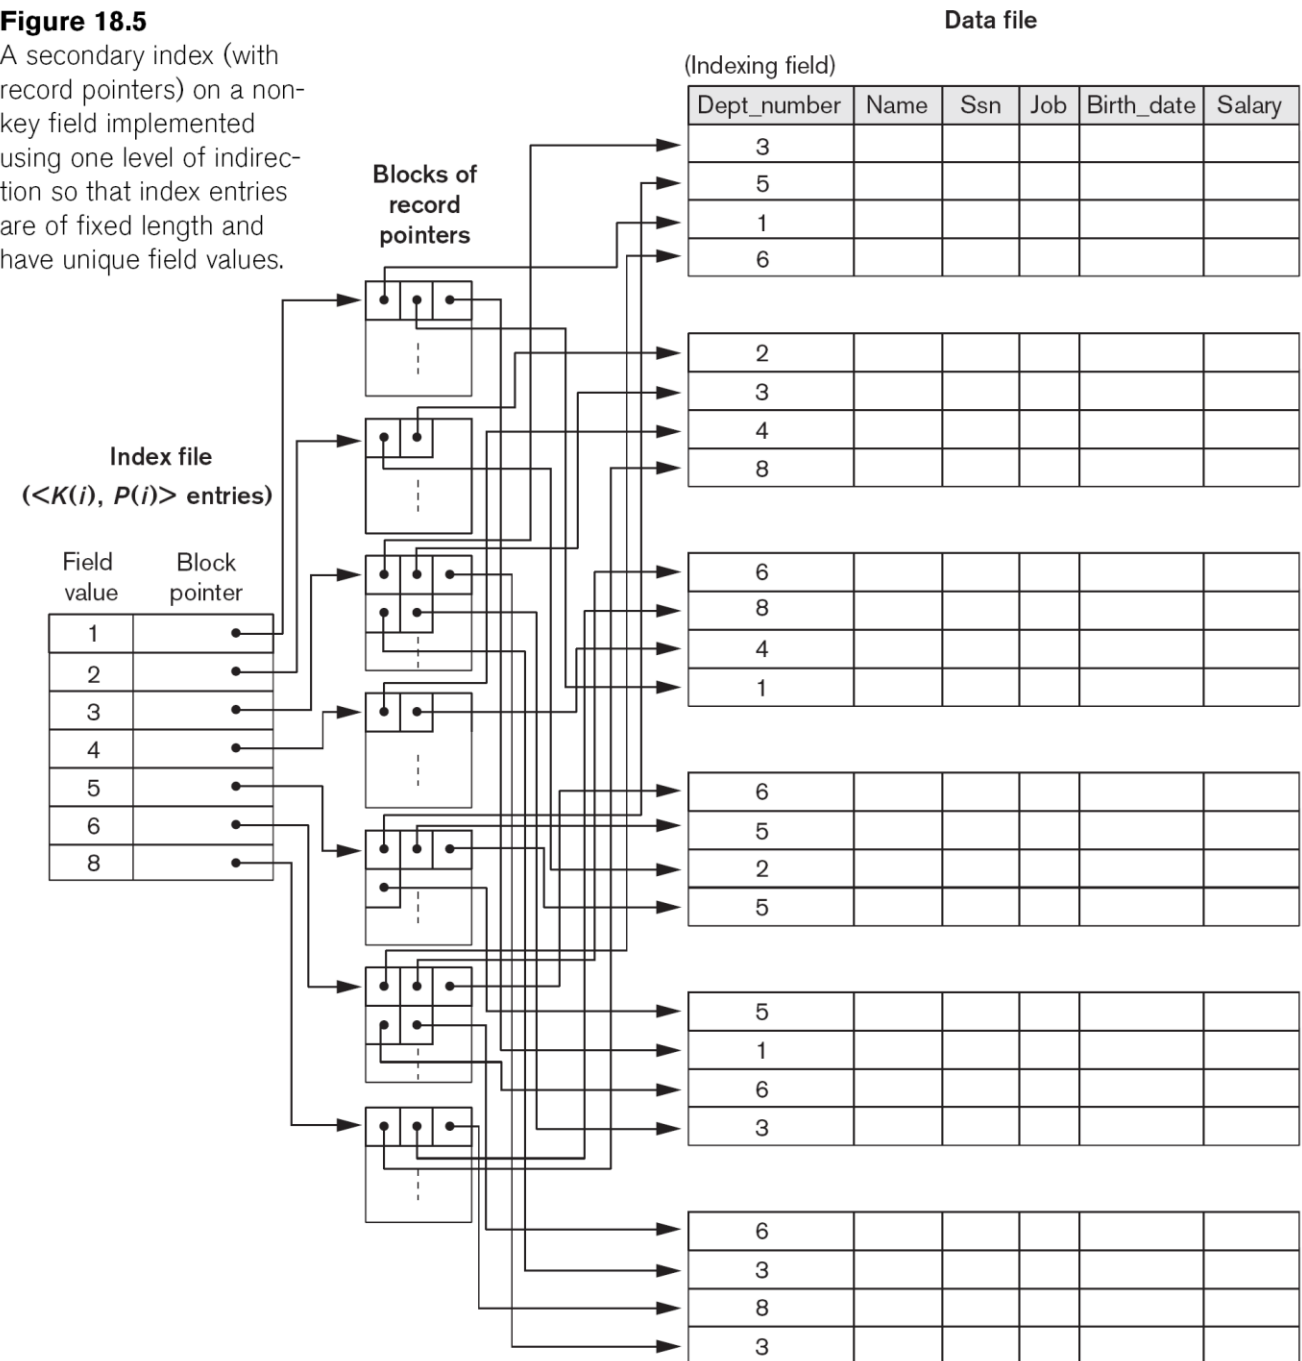 Figure 18.5
A secondary index (with
record pointers) on a non-
key field implemented
using one level of indirec-
tion so that index entries
are of fixed length and
have unique field values.
Blocks of
record
pointers
Index file
(<K(i), P(i)> entries)
Field value
Block pointer
1
2
3
4
5
6
8
Data file
(Indexing field)
Dept_number Name Ssn Job Birth_date Salary
3
5
1
6
2
3
4
8
6
8
4
1
6
5
2
5
5
1
6
3
6
3
8
3